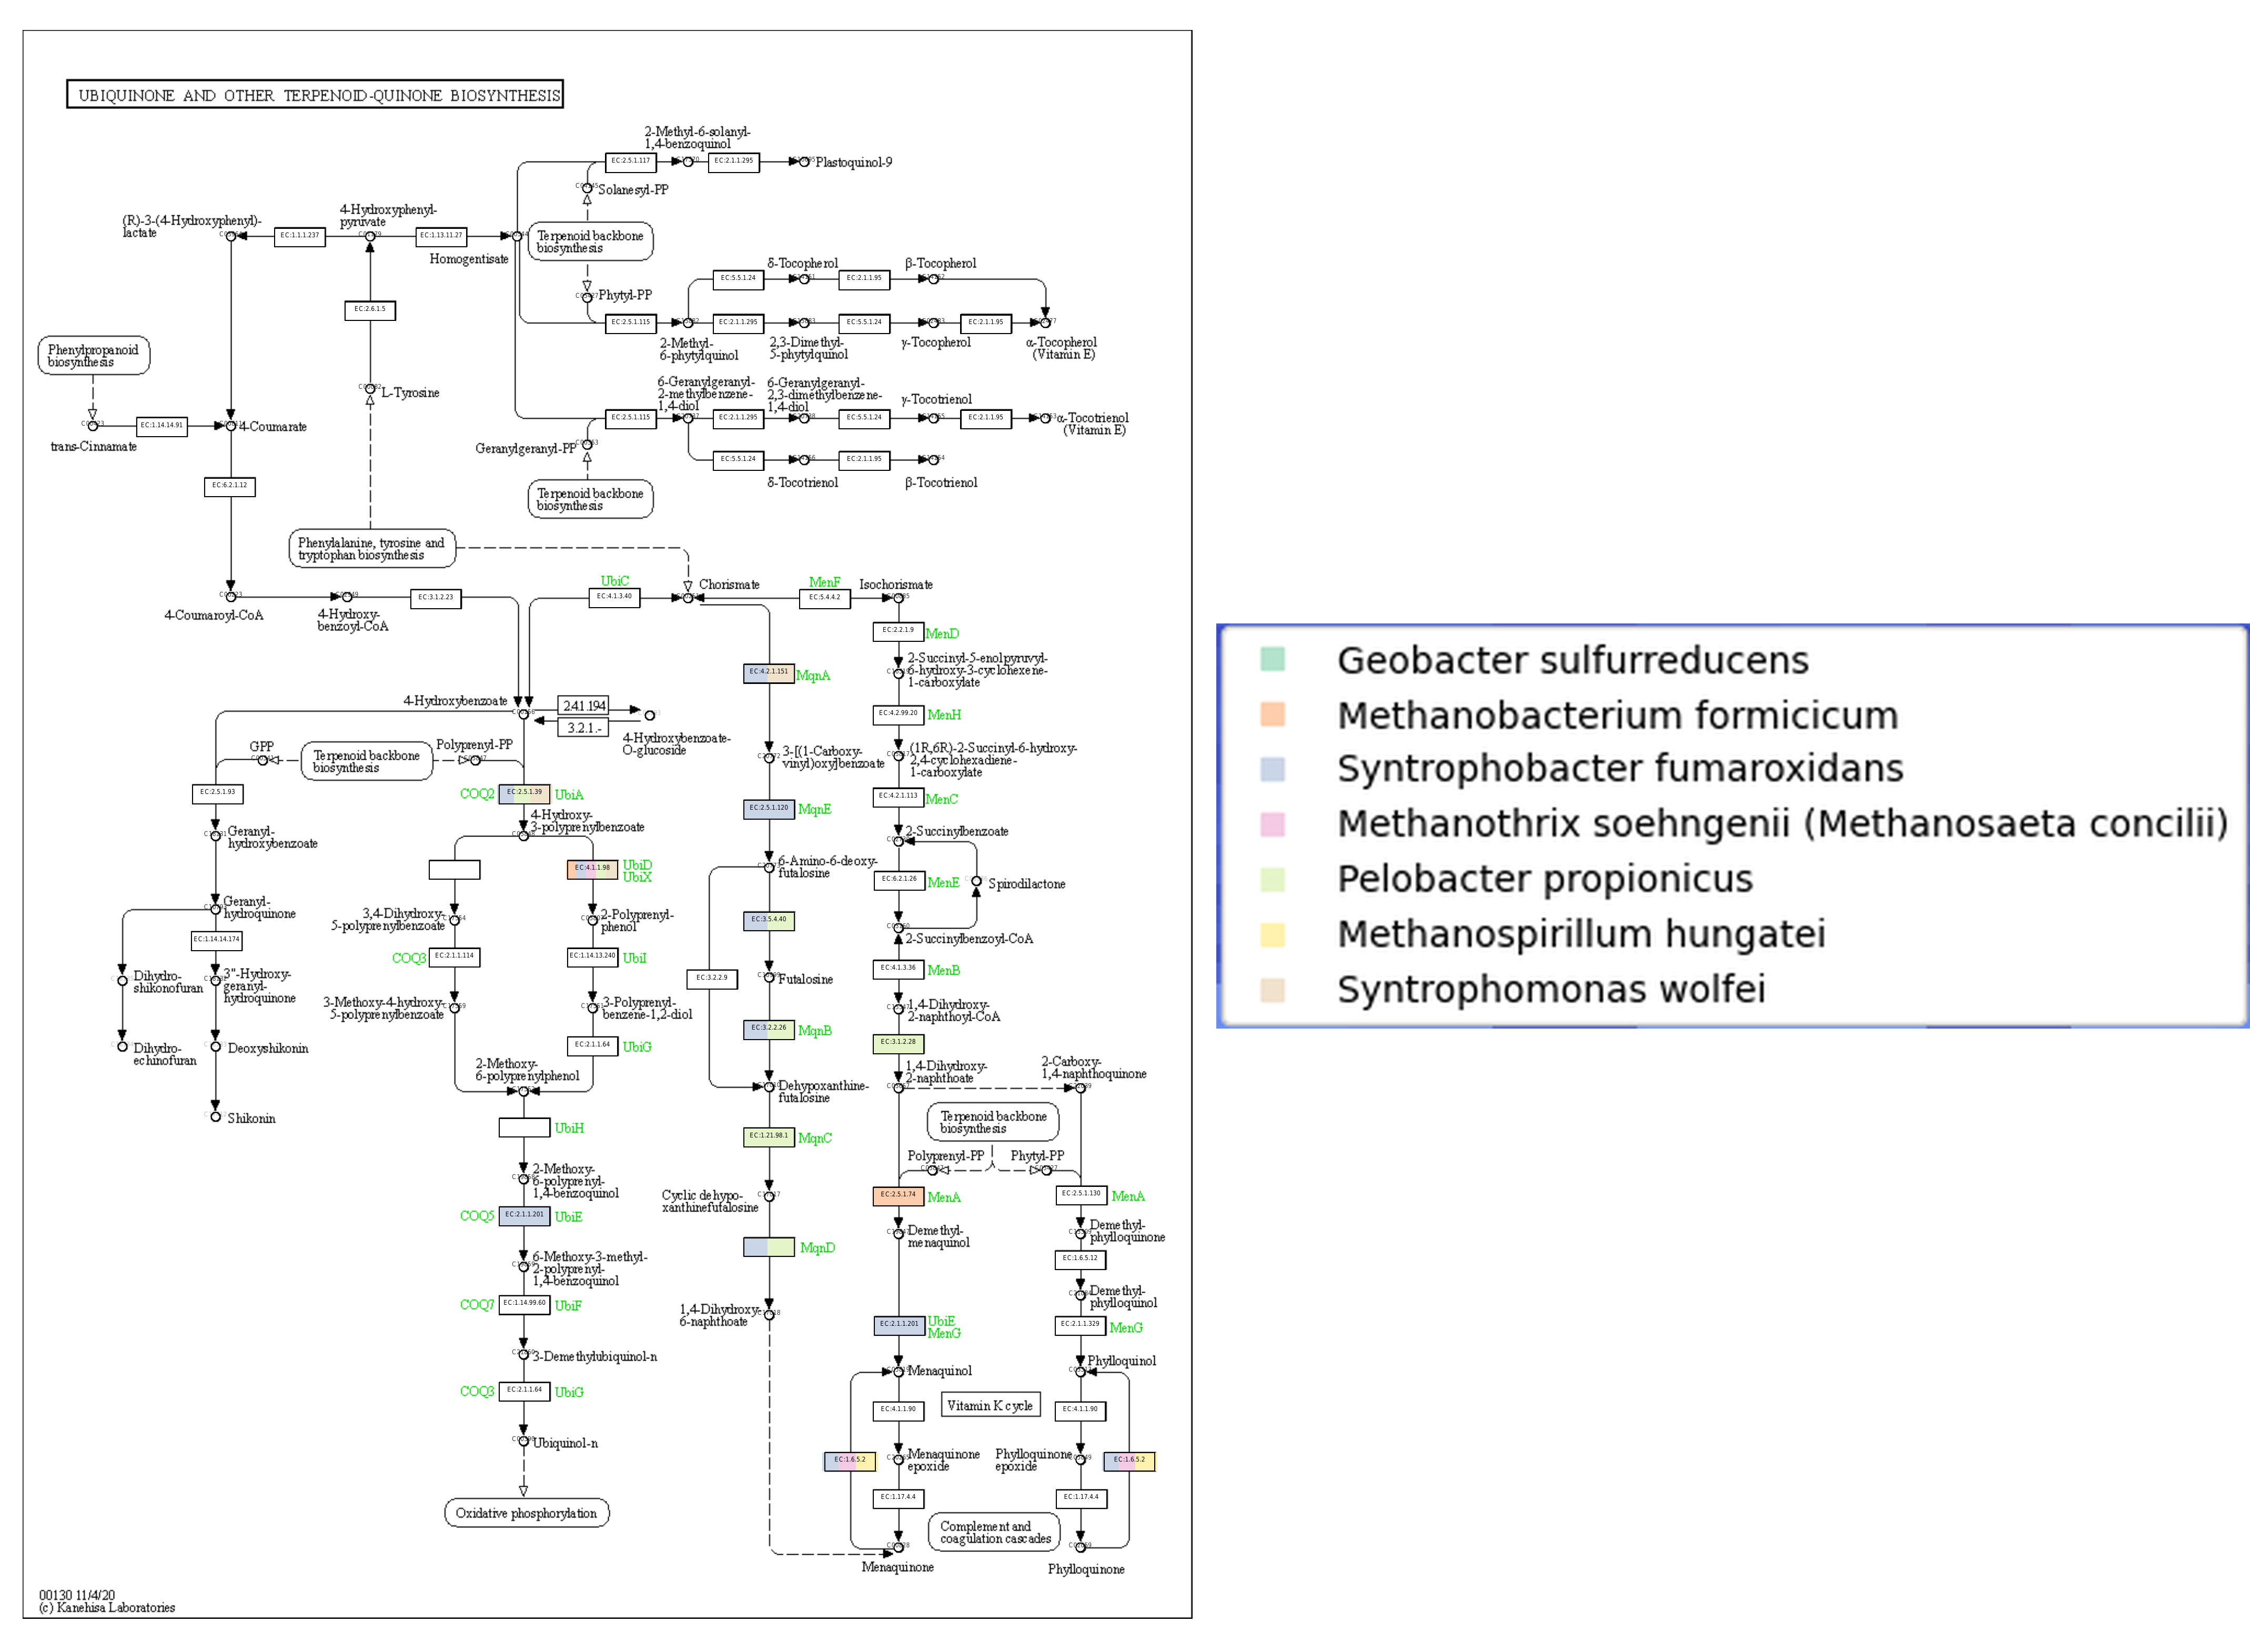 UBIQUINONE AND OTHER TERPENOID-QUINONE BIOSYNTHESIS
2-Methyl-6-solanyl-
1,4-benzoquinol
EC:2.5.1.117
EC:2.1.1.295
Plastoquinol-9
Solanesyl-PP
(R)-3-(4-Hydroxyphenyl)-
lactate
EC:1.1.1.237
4-Hydroxyphenyl-
pyruvate
EC:1.13.11.27
Homogentisate
Terpenoid backbone
biosynthesis
Phytyl-PP
EC:2.6.1.5
δ-Tocopherol
β-Tocopherol
EC:5.5.1.24
EC:2.1.1.95
EC:2.5.1.115
EC:2.1.1.295
EC:5.5.1.24
EC:2.1.1.95
2-Methyl-
6-phytylquinol
2,3-Dimethyl-
5-phytylquinol
γ-Tocopherol
α-Tocopherol
(Vitamin E)
Phenylpropanoid
biosynthesis
L-Tyrosine
6-Geranylgeranyl-
2-methylbenzene-
1,4-diol
6-Geranylgeranyl-
2,3-dimethylbenzene-
1,4-diol
γ-Tocotrienol
EC:2.5.1.115
EC:2.1.1.295
EC:5.5.1.24
EC:2.1.1.95
α-Tocotrienol
(Vitamin E)
trans-Cinnamate
EC:1.14.14.91
4-Coumarate
Geranylgeranyl-PP
EC:5.5.1.24
EC:2.1.1.95
δ-Tocotrienol
β-Tocotrienol
EC:6.2.1.12
Terpenoid backbone
biosynthesis
Phenylalanine, tyrosine and
tryptophan biosynthesis
UbiC
Chorismate
MenF
Isochorismate
4-Coumaroyl-CoA
4-Hydroxy-
benzoyl-CoA
EC:3.1.2.23
EC:4.1.3.40
EC:5.4.4.2
EC:2.2.1.9
MenD
EC:4.2.1.151
MqnA
2-Succinyl-5-enolpyruvyl-
6-hydroxy-3-cyclohexene-
1-carboxylate
4-Hydroxybenzoate
2.4.1.194
3.2.1.-
4-Hydroxybenzoate-
O-glucoside
EC:4.2.99.20
MenH
GPP
Terpenoid backbone
biosynthesis
Polyprenyl-PP
3-[(1-Carboxy-
vinyl)oxy]benzoate
(1R,6R)-2-Succinyl-6-hydroxy-
2,4-cyclohexadiene-
1-carboxylate
EC:2.5.1.93
COQ2
EC:2.5.1.39
UbiA
EC:2.5.1.120
MqnE
EC:4.2.1.113
MenC
4-Hydroxy-
3-polyprenylbenzoate
Geranyl-
hydroxybenzoate
2-Succinylbenzoate
EC:4.1.1.98
UbiD
UbiX
6-Amino-6-deoxy-
futalosine
EC:6.2.1.26
MenE
Spirodilactone
Geranyl-
hydroquinone
3,4-Dihydroxy-
5-polyprenylbenzoate
2-Polyprenyl-
phenol
EC:3.5.4.40
2-Succinylbenzoyl-CoA
EC:1.14.14.174
COQ3
EC:2.1.1.114
EC:1.14.13.240
UbiI
EC:3.2.2.9
Futalosine
EC:4.1.3.36
MenB
Dihydro-
shikonofuran
3"-Hydroxy-
geranyl-
hydroquinone
3-Methoxy-4-hydroxy-
5-polyprenylbenzoate
3-Polyprenyl-
benzene-1,2-diol
1,4-Dihydroxy-
2-naphthoyl-CoA
EC:3.2.2.26
MqnB
EC:3.1.2.28
Dihydro-
echinofuran
Deoxyshikonin
EC:2.1.1.64
UbiG
2-Methoxy-
6-polyprenylphenol
Dehypoxanthine-
futalosine
1,4-Dihydroxy-
2-naphthoate
2-Carboxy-
1,4-naphthoquinone
Shikonin
UbiH
EC:1.21.98.1
MqnC
Terpenoid backbone
biosynthesis
Polyprenyl-PP
Phytyl-PP
2-Methoxy-
6-polyprenyl-
1,4-benzoquinol
Cyclic dehypo-
xanthinefutalosine
EC:2.5.1.74
MenA
EC:2.5.1.130
MenA
COQ5
EC:2.1.1.201
UbiE
MqnD
Demethyl-
menaquinol
Demethyl-
phylloquinone
EC:1.6.5.12
6-Methoxy-3-methyl-
2-polyprenyl-
1,4-benzoquinol
Demethyl-
phylloquinol
COQ7
EC:1.14.99.60
UbiF
1,4-Dihydroxy-
6-naphthoate
EC:2.1.1.201
UbiE
MenG
EC:2.1.1.329
MenG
3-Demethylubiquinol-n
Menaquinol
Phylloquinol
COQ3
EC:2.1.1.64
UbiG
EC:4.1.1.90
Vitamin K cycle
EC:4.1.1.90
Ubiquinol-n
EC:1.6.5.2
Menaquinone
epoxide
Phylloquinone
epoxide
EC:1.6.5.2
EC:1.17.4.4
EC:1.17.4.4
Oxidative phosphorylation
Complement and
coagulation cascades
Menaquinone
Phylloquinone
00130 11/4/20
(c) Kanehisa Laboratories
Geobacter sulfurreducens
Methanobacterium formicicum
Syntrophobacter fumaroxidans
Methanothrix soehngenii (Methanosaeta concilii)
Pelobacter propionicus
Methanospirillum hungatei
Syntrophomonas wolfei